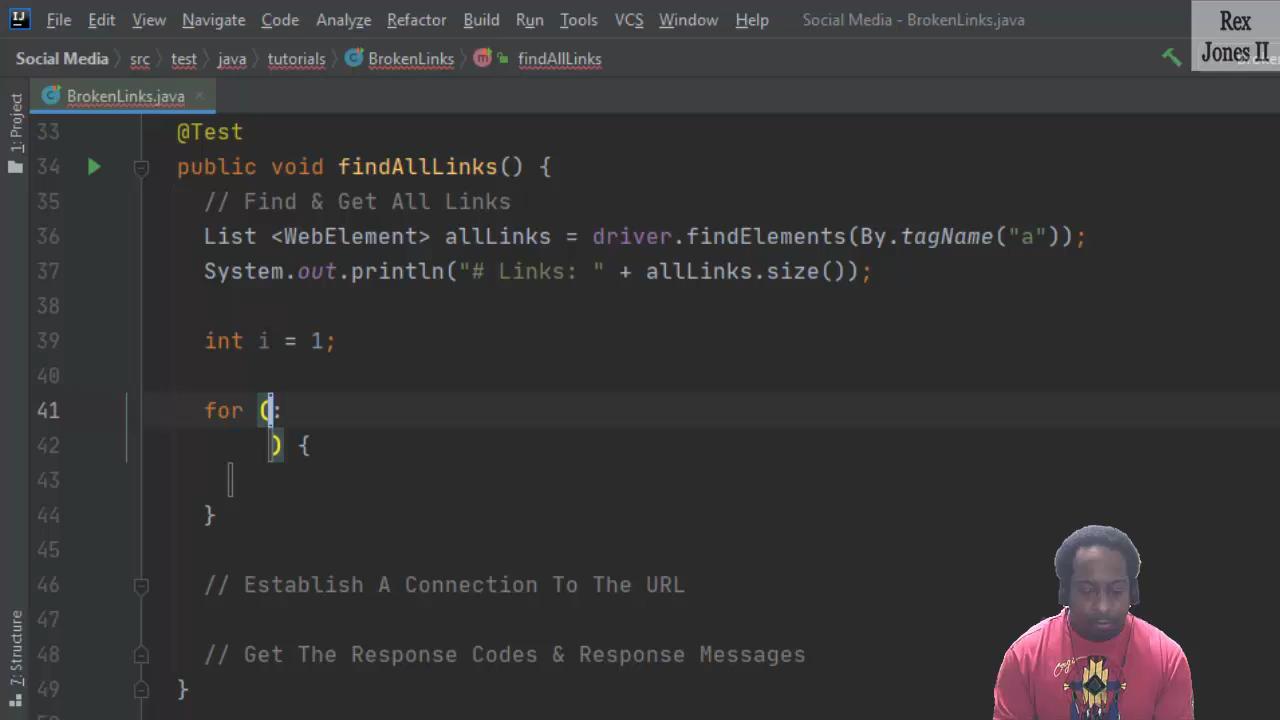 File Edit View Navigate Code Analyze Refactor Build Run Tools VCS Window Help Social Media - BrokenLinks.java
Rex
Jones II
Social Media src test java tutorials BrokenLinks findAllLinks
BrokenLinks.java
1: Project
7: Structure
33 @Test
34 public void findAllLinks() {
35 // Find & Get All Links
36 List <WebElement> allLinks = driver.findElements(By.tagName("a"));
37 System.out.println("# Links: " + allLinks.size());
38
39 int i = 1;
40
41 for (:
42 ) {
43
44 }
45
46 // Establish A Connection To The URL
47
48 // Get The Response Codes & Response Messages
49 }